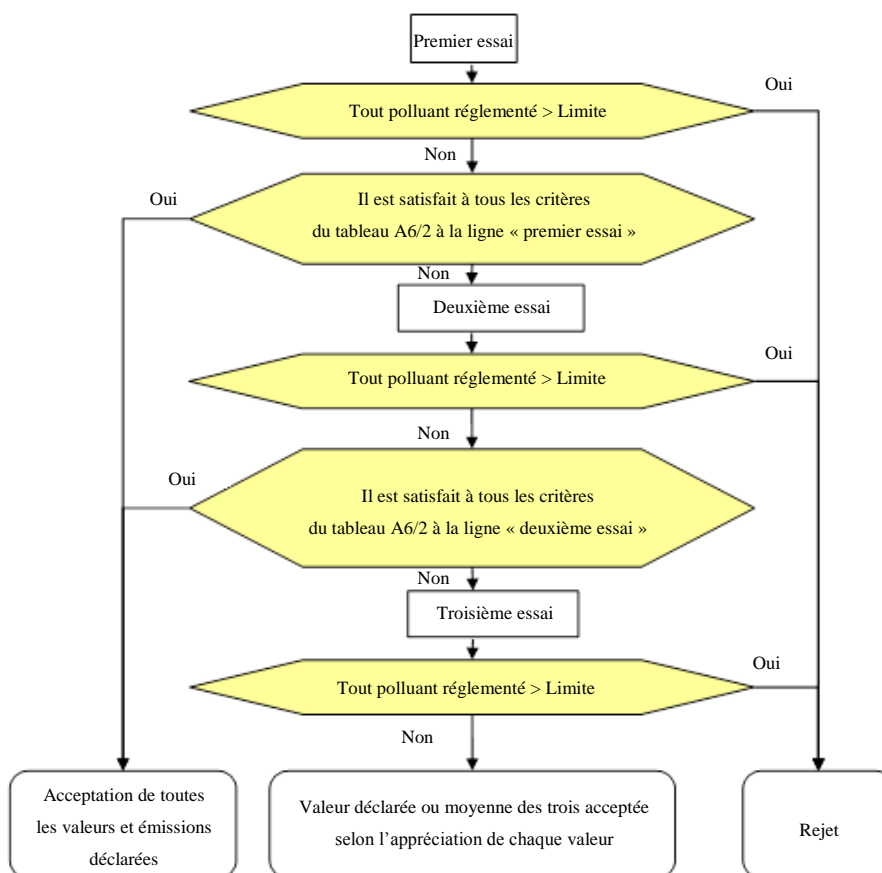 Premier essai
Oui
Tout polluant réglementé > Limite
Non
Oui
Il est satisfait à tous les critères
du tableau A6/2 à la ligne « premier essai »
Non
Deuxième essai
Oui
Tout polluant réglementé > Limite
Non
Oui
Il est satisfait à tous les critères
du tableau A6/2 à la ligne « deuxième essai »
Non
Troisième essai
Oui
Tout polluant réglementé > Limite
Non
Acceptation de toutes
les valeurs et émissions
déclarées
Valeur déclarée ou moyenne des trois acceptée
selon l’appréciation de chaque valeur
Rejet